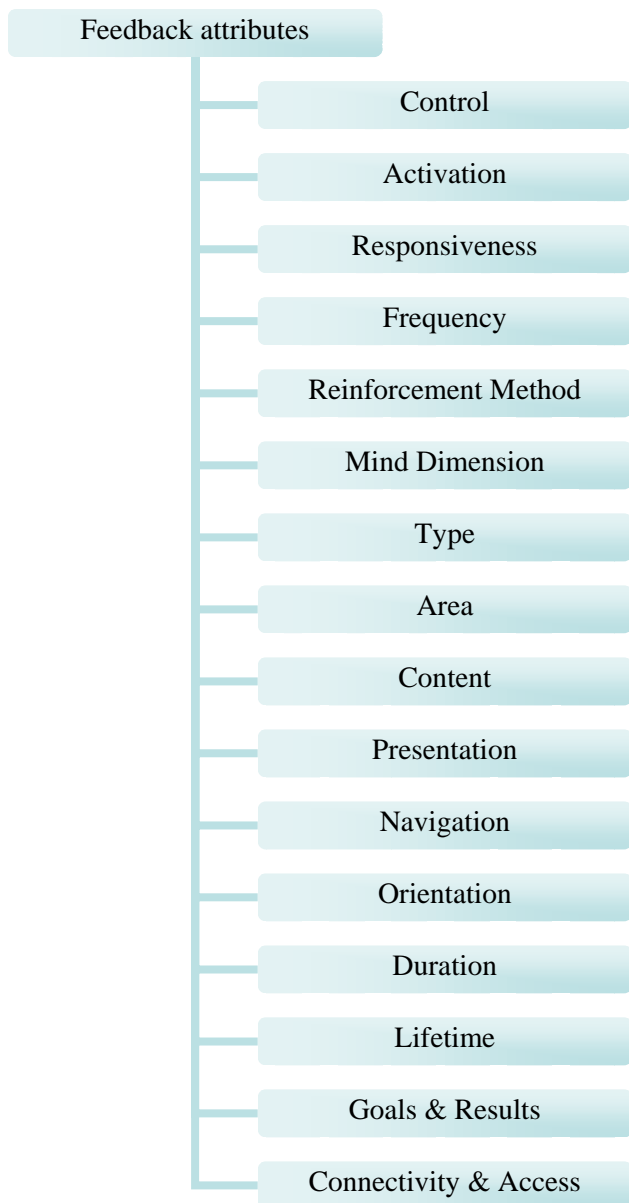 Feedback attributes
Control
Activation
Responsiveness
Frequency
Reinforcement Method
Mind Dimension
Type
Area
Content
Presentation
Navigation
Orientation
Duration
Lifetime
Goals & Results
Connectivity & Access